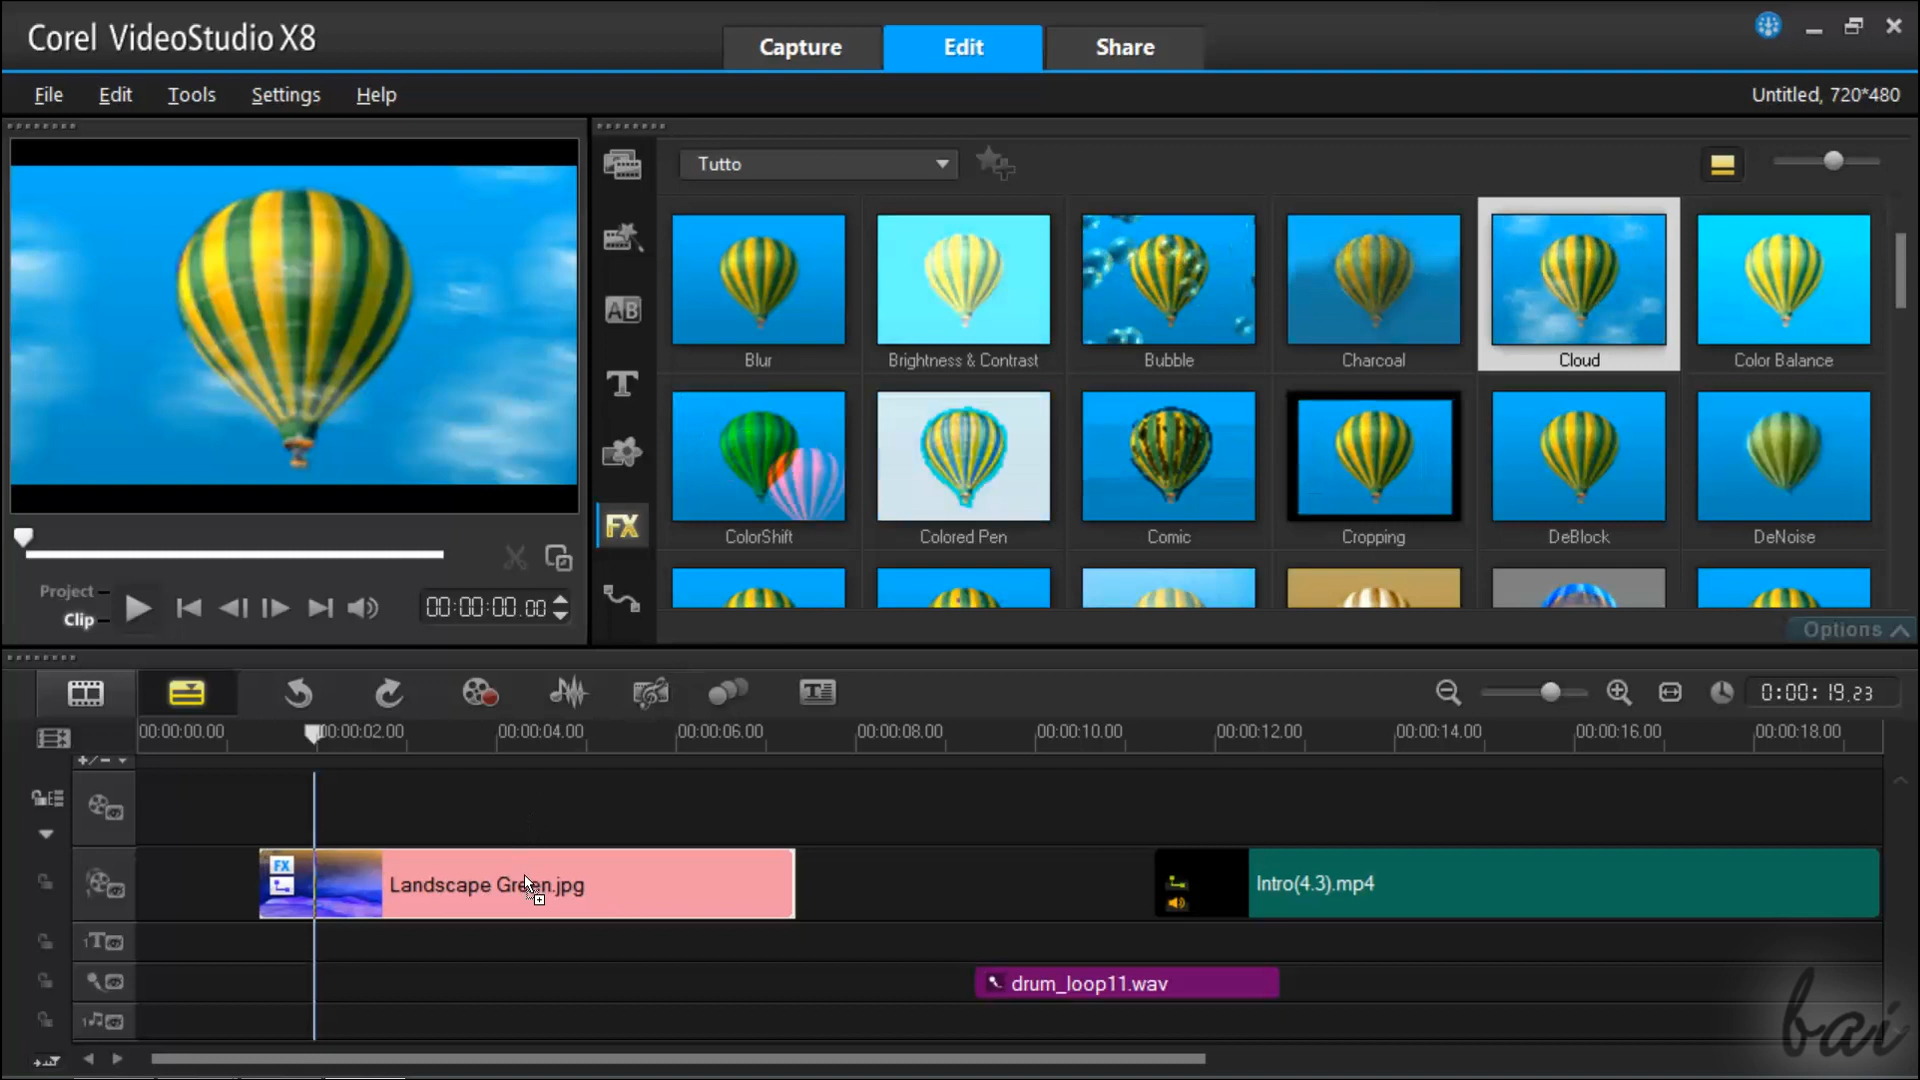 Corel VideoStudio X8
Capture
Edit
Share
File
Edit
Tools
Settings
Help
Untitled, 720*480
Tutto
Blur
Brightness & Contrast
Bubble
Charcoal
Cloud
Color Balance
AB
T
ColorShift
Colored Pen
Comic
Cropping
DeBlock
DeNoise
FX
Project
Clip
00:00:00.00
Options
0:00:19.23
00:00:00.00
00:00:02.00
00:00:04.00
00:00:06.00
00:00:08.00
00:00:10.00
00:00:12.00
00:00:14.00
00:00:16.00
00:00:18.00
FX
Landscape Green.jpg
Intro(4.3).mp4
1T
drum_loop11.wav
1
bai